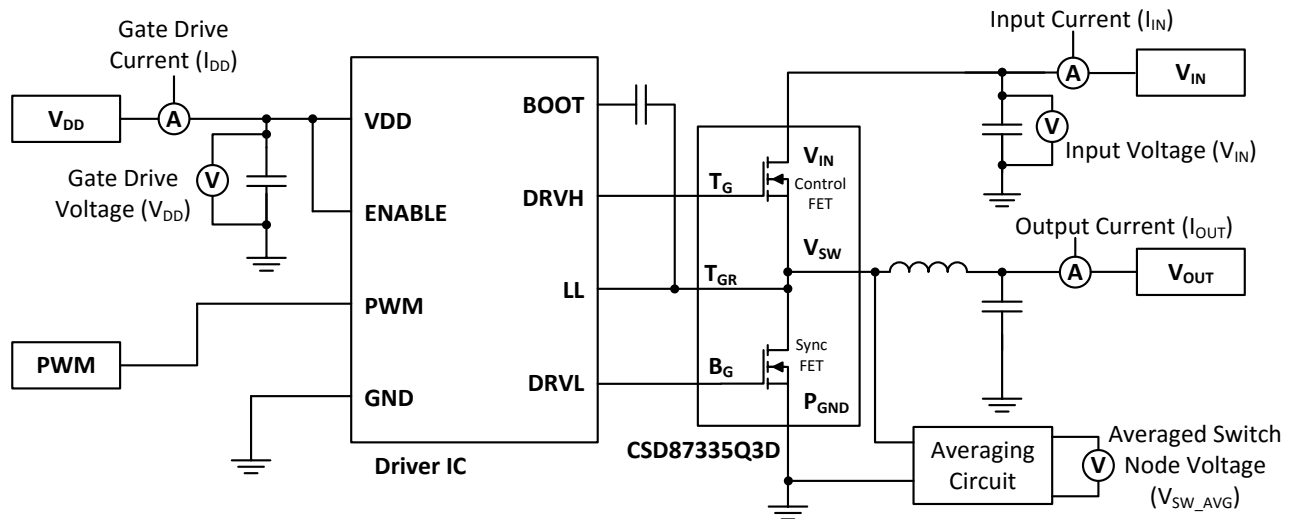 Gate Drive
Current (IDD)
VDD
A
V
Gate Drive
Voltage (VDD)
PWM
VDD
ENABLE
PWM
GND
BOOT
DRVH
LL
DRVL
Driver IC
TG
TGR
BG
VIN
Control
FET
VSW
Sync
FET
PGND
CSD87335Q3D
Input Current (IIN)
A
VIN
V
Input Voltage (VIN)
Output Current (IOUT)
A
VOUT
Averaging
Circuit
V
Averaged Switch
Node Voltage
(VSW_AVG)